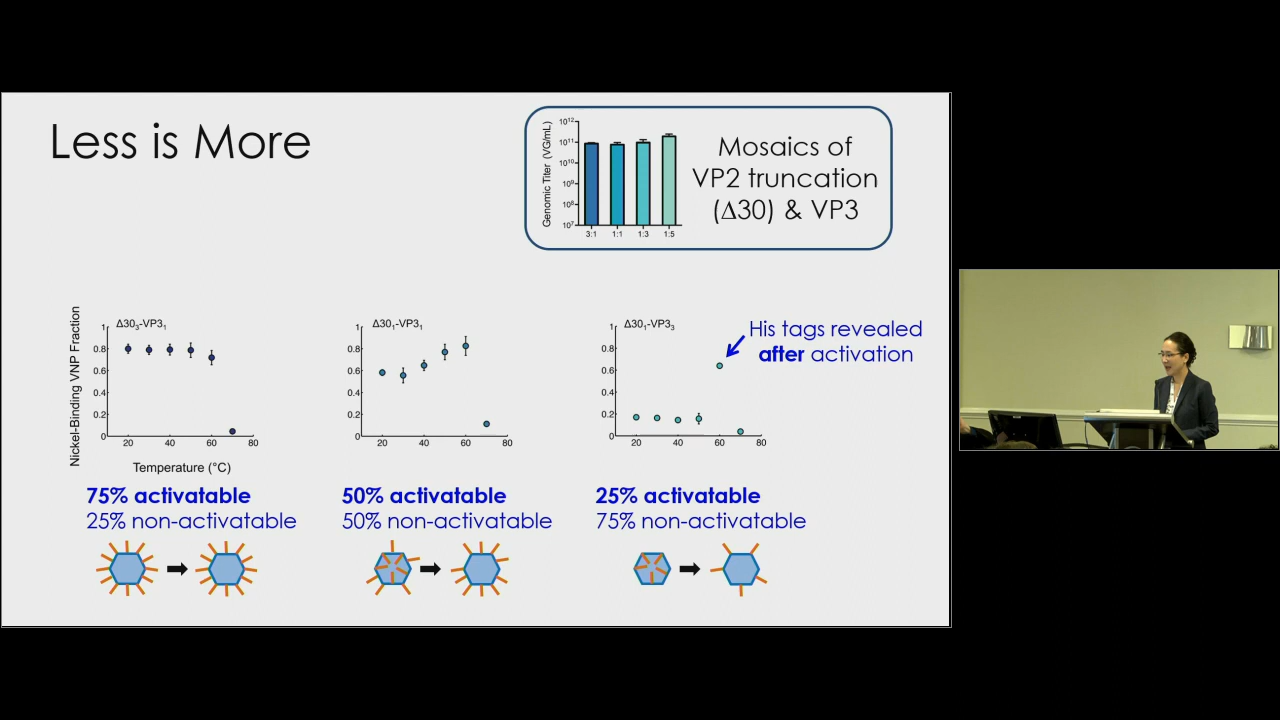 Less is More
Genomic Titer (VG/mL)
10¹²
10¹¹
10¹⁰
10⁹
10⁸
10⁷
3:1 1:1 1:3 1:5
Mosaics of
VP2 truncation
(Δ30) & VP3
Nickel-Binding VNP Fraction
Δ30₃-VP3₁
1
0.8
0.6
0.4
0.2
0
20 40 60 80
Temperature (°C)
75% activatable
25% non-activatable
Δ30₁-VP3₁
1
0.8
0.6
0.4
0.2
0
20 40 60 80
50% activatable
50% non-activatable
Δ30₁-VP3₃
1
0.8
0.6
0.4
0.2
0
20 40 60 80
His tags revealed
after activation
25% activatable
75% non-activatable